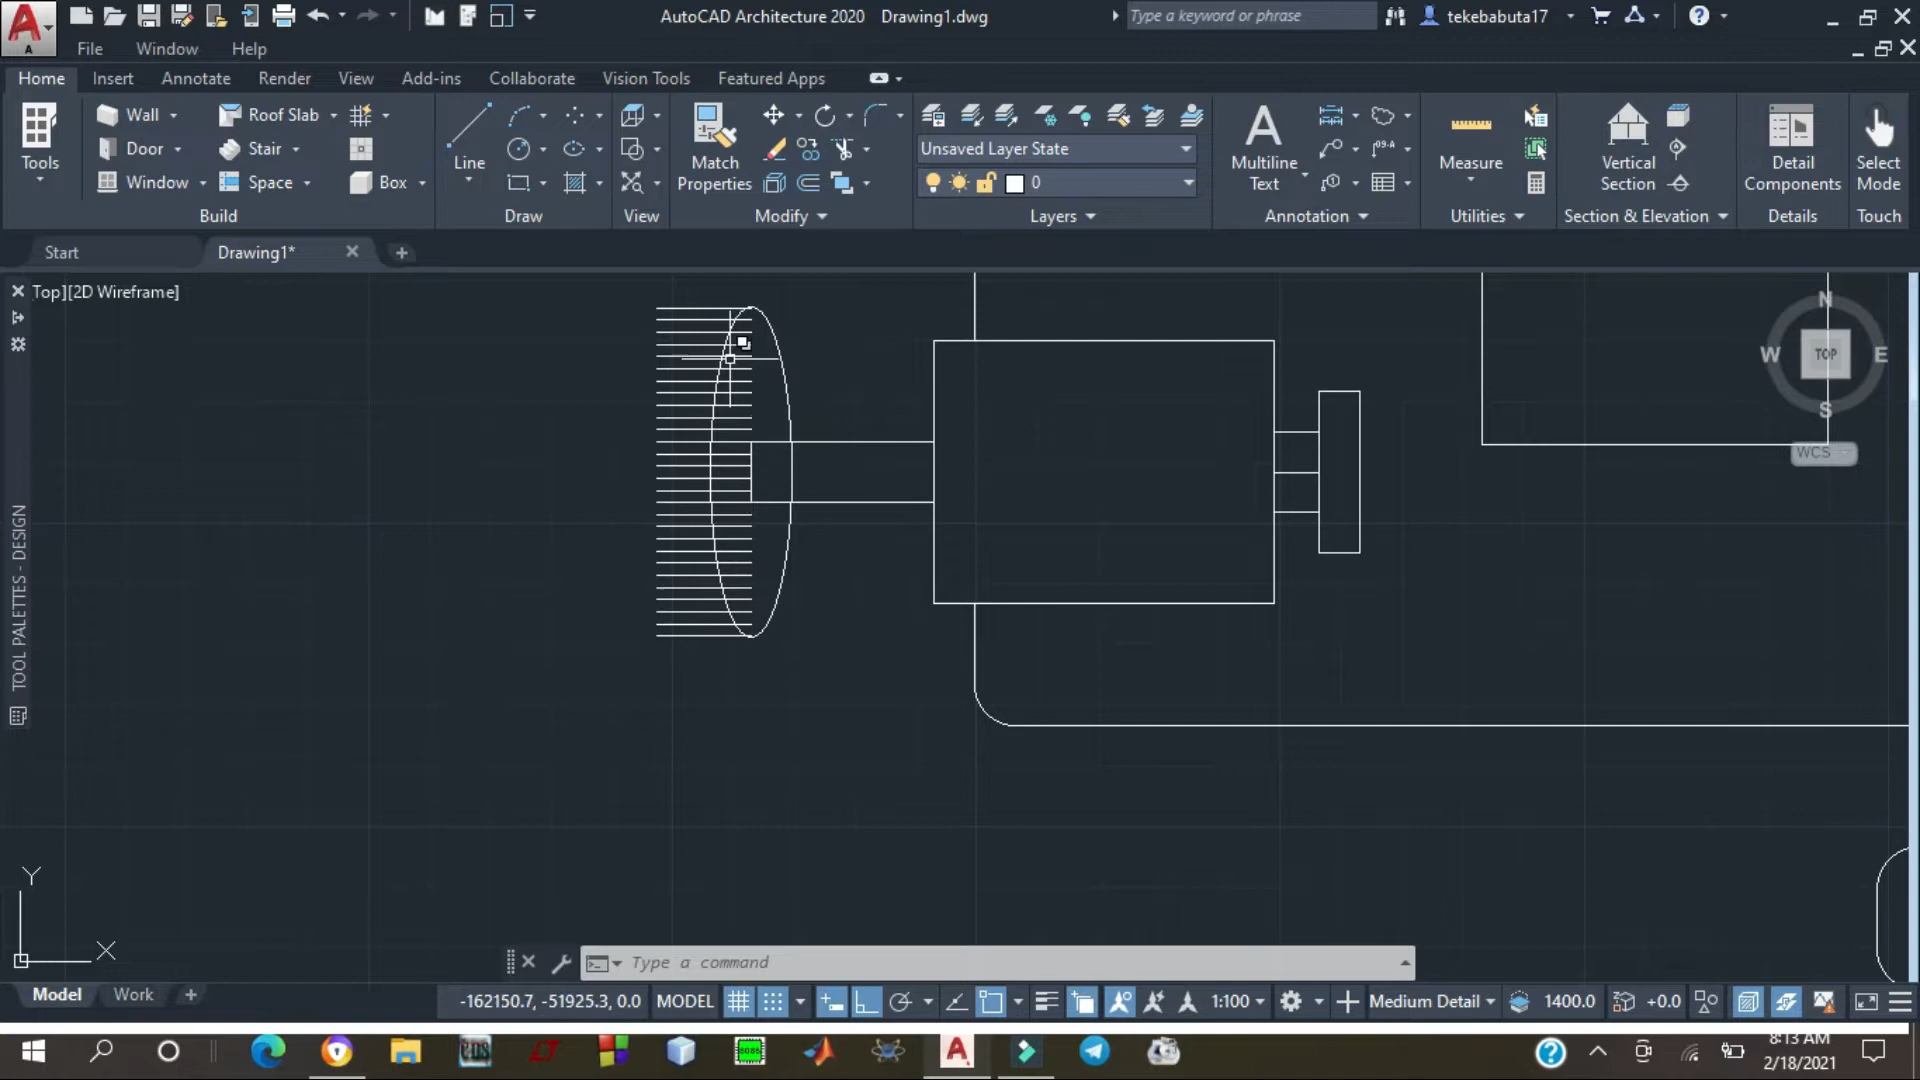 A
AutoCAD Architecture 2020 Drawing1.dwg
Type a keyword or phrase
tekebabuta17
File Window Help
Home Insert Annotate Render View Add-ins Collaborate Vision Tools Featured Apps
Tools
Wall
Door
Window
Roof Slab
Stair
Space
Box
Line
Match
Properties
Unsaved Layer State
0
Multiline
Text
Measure
Vertical
Section
Detail
Components
Select
Mode
Build Draw View Modify Layers Annotation Utilities Section & Elevation Details Touch
Start Drawing1*
Top][2D Wireframe]
N
W TOP E
S
WCS
TOOL PALETTES - DESIGN
Y
X
Type a command
Model Work
-162150.7, -51925.3, 0.0 MODEL 1:100 Medium Detail 1400.0 +0.0
8:13 AM
2/18/2021